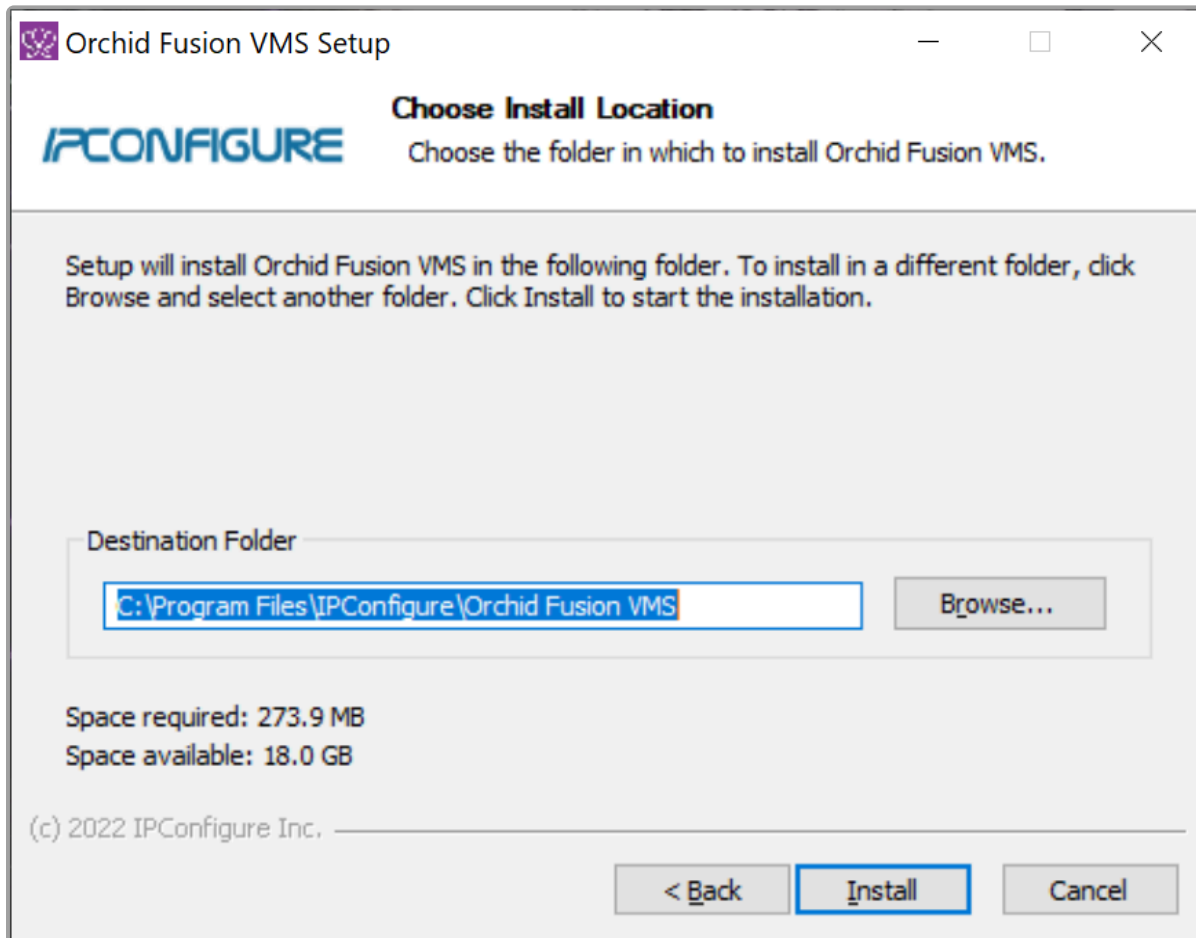 Orchid Fusion VMS Setup
IPCONFIGURE
Choose Install Location
Choose the folder in which to install Orchid Fusion VMS.
Setup will install Orchid Fusion VMS in the following folder. To install in a different folder, click
Browse and select another folder. Click Install to start the installation.
Destination Folder
C:\Program Files\IPConfigure\Orchid Fusion VMS
Browse...
Space required: 273.9 MB
Space available: 18.0 GB
(c) 2022 IPConfigure Inc.
< Back
Install
Cancel